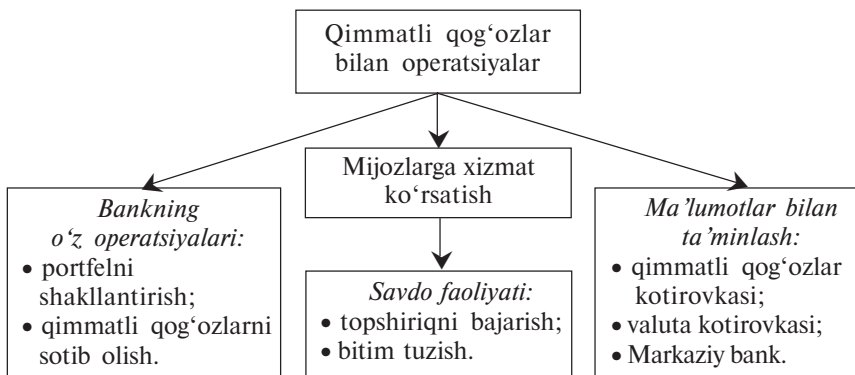 Qimmatli qog‘ozlar
bilan operatsiyalar
Bankning
o‘z operatsiyalari:
• portfelni
shakllantirish;
• qimmatli qog‘ozlarni
sotib olish.
Mijozlarga xizmat
ko‘rsatish
Savdo faoliyati:
• topshiriqni bajarish;
• bitim tuzish.
Ma’lumotlar bilan
ta’minlash:
• qimmatli qog‘ozlar
kotirovkasi;
• valuta kotirovkasi;
• Markaziy bank.